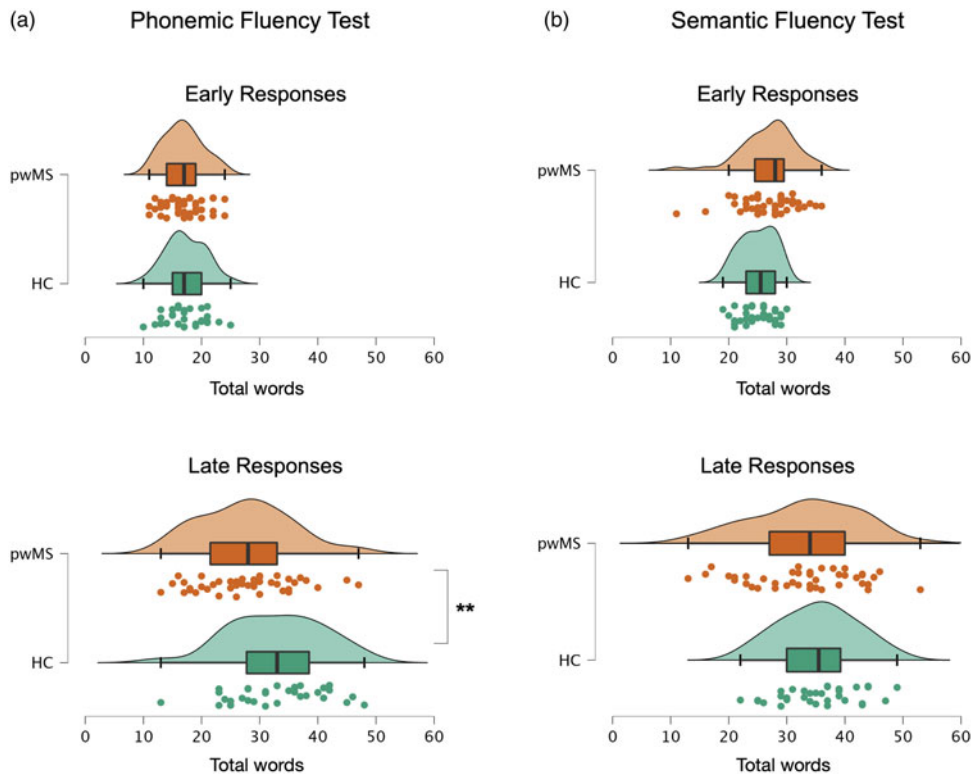 (a) Phonemic Fluency Test
Early Responses
pwMS
HC
0 10 20 30 40 50 60
Total words
Late Responses
pwMS
**
HC
0 10 20 30 40 50 60
Total words
(b) Semantic Fluency Test
Early Responses
pwMS
HC
0 10 20 30 40 50 60
Total words
Late Responses
pwMS
HC
0 10 20 30 40 50 60
Total words